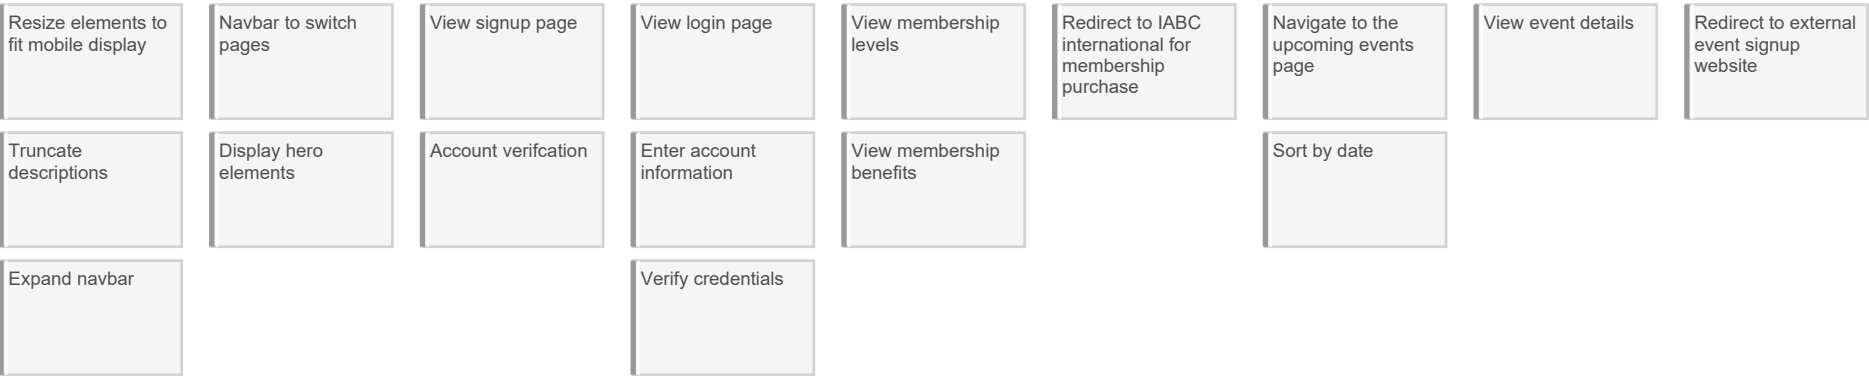 Resize elements to
fit mobile display
Navbar to switch
pages
View signup page
View login page
View membership
levels
Redirect to IABC
international for
membership
purchase
Navigate to the
upcoming events
page
View event details
Redirect to external
event signup
website
Truncate
descriptions
Display hero
elements
Account verifcation
Enter account
information
View membership
benefits
Sort by date
Expand navbar
Verify credentials